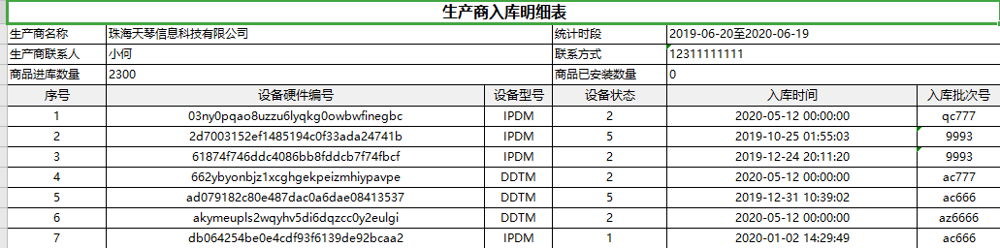 生产商入库明细表
生产商名称 珠海天琴信息科技有限公司 统计时段 2019-06-20至2020-06-19
生产商联系人 小何 联系方式 12311111111
商品进库数量 2300 商品已安装数量 0
序号 设备硬件编号 设备型号 设备状态 入库时间 入库批次号
1 03ny0pqao8uzzu6lyqkg0owbwfinegbc IPDM 2 2020-05-12 00:00:00 qc777
2 2d7003152ef1485194c0f33ada24741b IPDM 5 2019-10-25 01:55:03 9993
3 61874f746ddc4086bb8fddcb7f74fbcf IPDM 2 2019-12-24 20:11:20 9993
4 662ybyonbjz1xcghgekpeizmhiypavpe DDTM 2 2020-05-12 00:00:00 ac777
5 ad079182c80e487dac0a6dae08413537 DDTM 5 2019-12-31 10:39:02 ac666
6 akymeupls2wqyhv5di6dqzcc0y2eulgi DDTM 2 2020-05-12 00:00:00 az6666
7 db064254be0e4cdf93f6139de92bcaa2 IPDM 1 2020-01-02 14:29:49 ac666